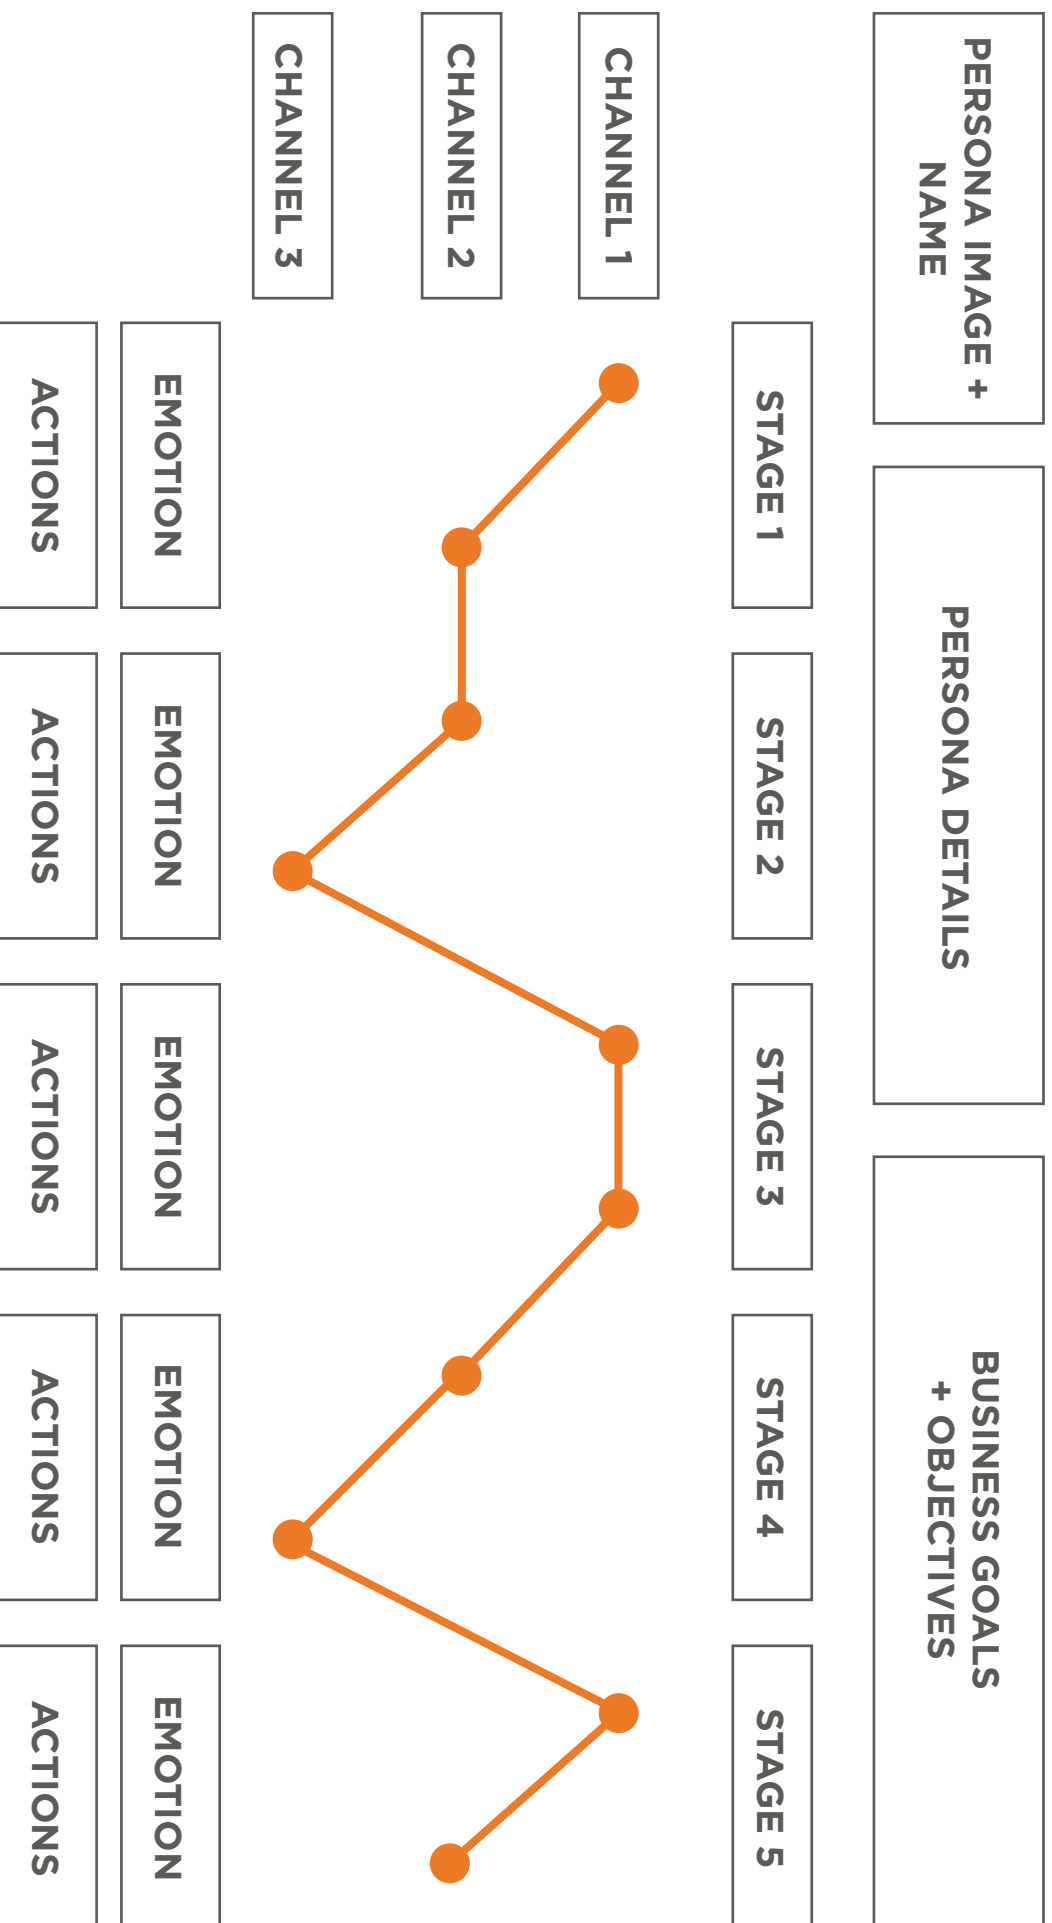 PERSONA IMAGE +
NAME
PERSONA DETAILS
BUSINESS GOALS
+ OBJECTIVES
STAGE 1
STAGE 2
STAGE 3
STAGE 4
STAGE 5
CHANNEL 1
CHANNEL 2
CHANNEL 3
EMOTION
EMOTION
EMOTION
EMOTION
EMOTION
ACTIONS
ACTIONS
ACTIONS
ACTIONS
ACTIONS